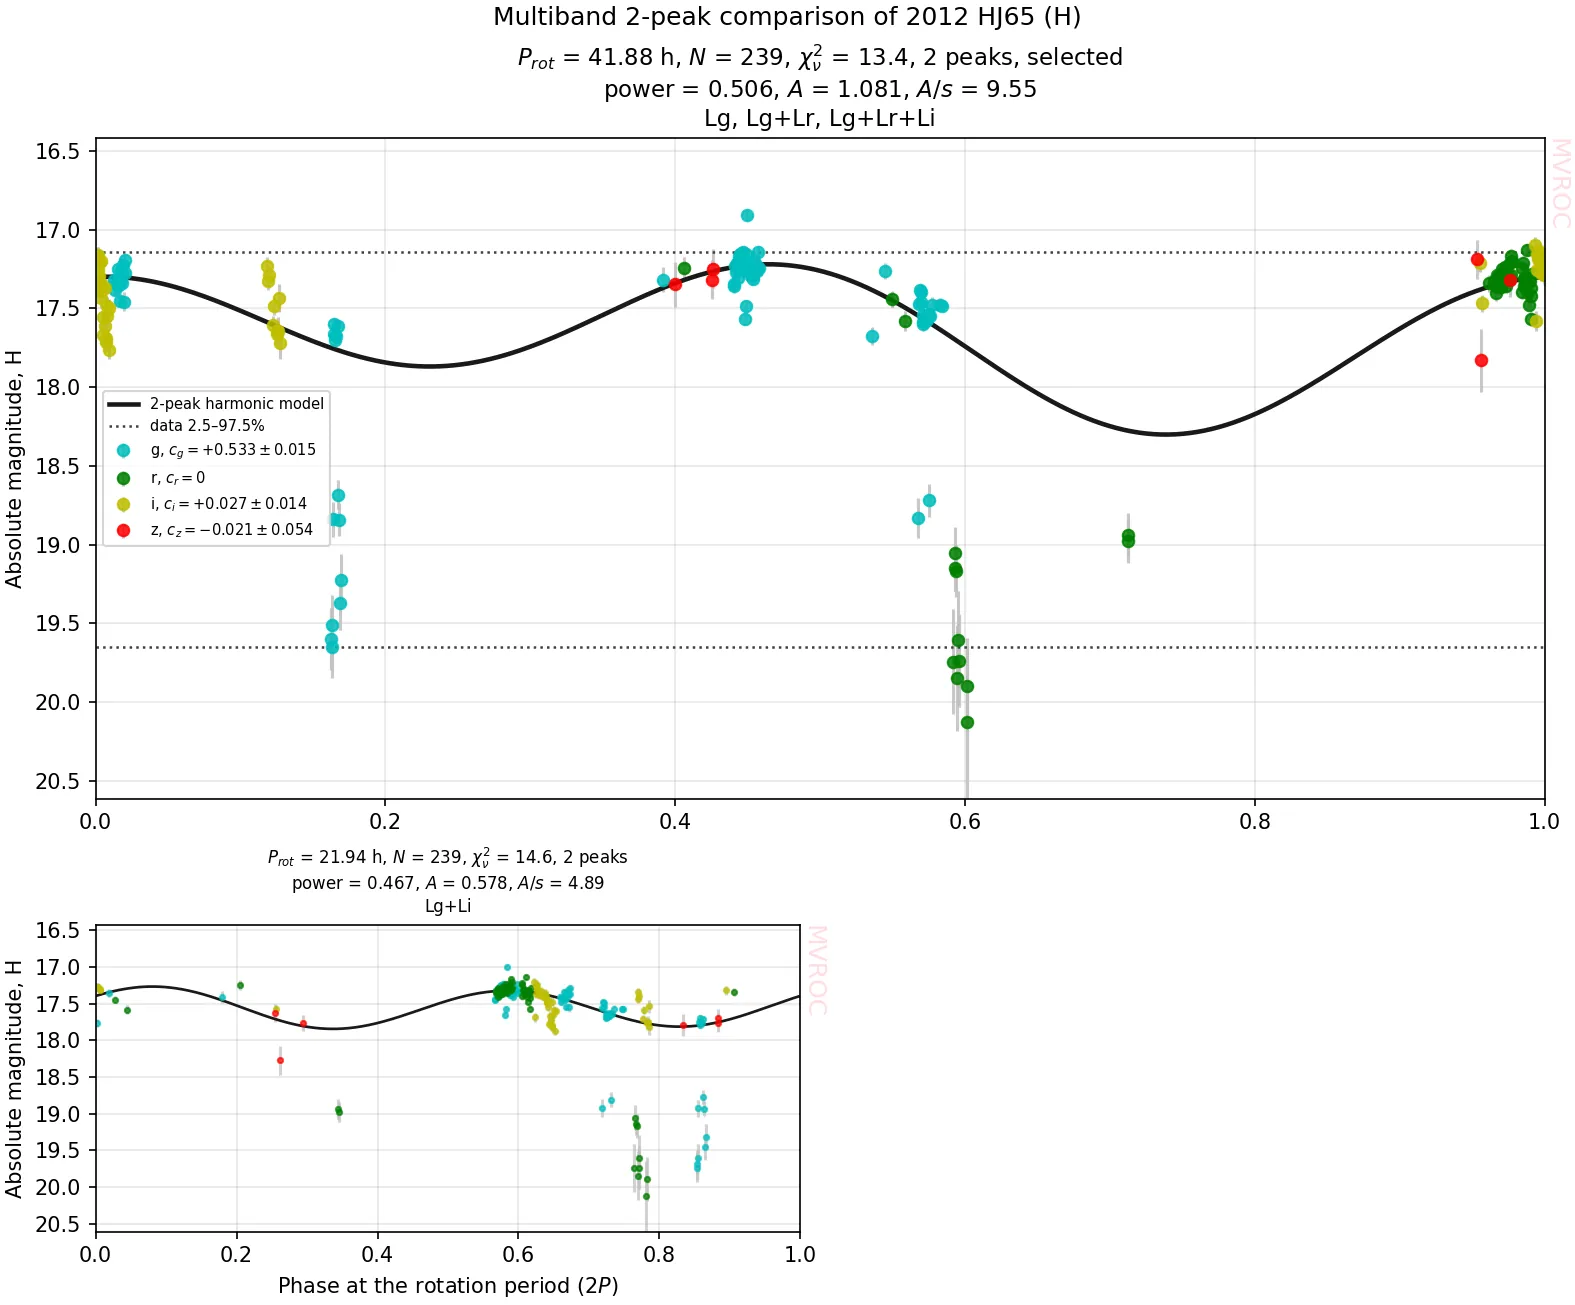 Multiband 2-peak comparison of 2012 HJ65 (H)
P_rot = 41.88 h, N = 239, χ²_ν = 13.4, 2 peaks, selected
power = 0.506, A = 1.081, A/s = 9.55
Lg, Lg+Lr, Lg+Lr+Li
MVROC
Absolute magnitude, H
16.5
17.0
17.5
18.0
18.5
19.0
19.5
20.0
20.5
2-peak harmonic model
data 2.5–97.5%
g, c_g = +0.533 ± 0.015
r, c_r = 0
i, c_i = +0.027 ± 0.014
z, c_z = −0.021 ± 0.054
0.0 0.2 0.4 0.6 0.8 1.0
P_rot = 21.94 h, N = 239, χ²_ν = 14.6, 2 peaks
power = 0.467, A = 0.578, A/s = 4.89
Lg+Li
MVROC
Absolute magnitude, H
16.5
17.0
17.5
18.0
18.5
19.0
19.5
20.0
20.5
0.0 0.2 0.4 0.6 0.8 1.0
Phase at the rotation period (2P)